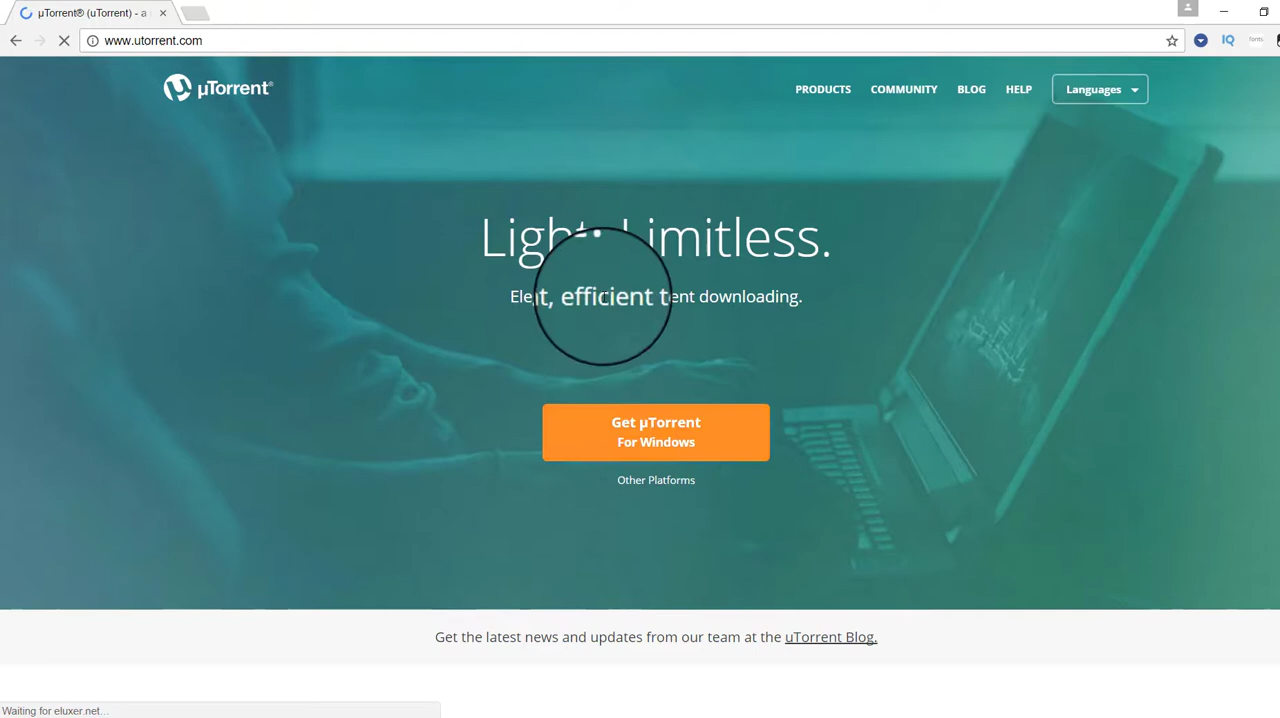 µTorrent® (uTorrent) - a
www.utorrent.com
µTorrent®
PRODUCTS COMMUNITY BLOG HELP Languages
Limitless.
efficient downloading.
Get µTorrent
For Windows
Other Platforms
Get the latest news and updates from our team at the uTorrent Blog.
Waiting for eluxer.net...